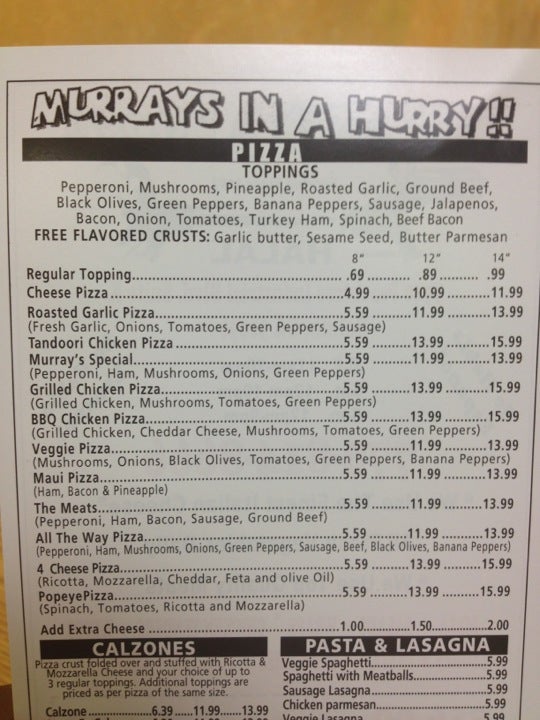 MURRAYS IN A HURRY!!
PIZZA
TOPPINGS
Pepperoni, Mushrooms, Pineapple, Roasted Garlic, Ground Beef,
Black Olives, Green Peppers, Banana Peppers, Sausage, Jalapenos,
Bacon, Onion, Tomatoes, Turkey Ham, Spinach, Beef Bacon
FREE FLAVORED CRUSTS: Garlic butter, Sesame Seed, Butter Parmesan
8" 12" 14"
Regular Topping..................................................69 ......... .89......... .99
Cheese Pizza ..................................................4.99 .........10.99 .........11.99
Roasted Garlic Pizza..........................................5.59 .........11.99 .........13.99
(Fresh Garlic, Onions, Tomatoes, Green Peppers, Sausage)
Tandoori Chicken Pizza .....................................5.59 .........13.99 .........15.99
Murray's Special...............................................5.59 .........11.99 .........13.99
(Pepperoni, Ham, Mushrooms, Onions, Green Peppers)
Grilled Chicken Pizza........................................5.59.........13.99 .........15.99
(Grilled Chicken, Mushrooms, Tomatoes, Green Peppers)
BBQ Chicken Pizza...........................................5.59 .........13.99 .........15.99
(Grilled Chicken, Cheddar Cheese, Mushrooms, Tomatoes, Green Peppers)
Veggie Pizza....................................................5.59.........11.99.........13.99
(Mushrooms, Onions, Black Olives, Tomatoes, Green Peppers, Banana Peppers)
Maui Pizza.......................................................5.59 .........11.99.........13.99
(Ham, Bacon & Pineapple)
The Meats........................................................5.59 .........11.99.........13.99
(Pepperoni, Ham, Bacon, Sausage, Ground Beef)
All The Way Pizza.............................................5.59.........11.99 .........13.99
(Pepperoni, Ham, Mushrooms, Onions, Green Peppers, Sausage, Beef, Black Olives, Banana Peppers)
4 Cheese Pizza..................................................5.59.........13.99 .........15.99
(Ricotta, Mozzarella, Cheddar, Feta and olive Oil)
PopeyePizza.....................................................5.59 .........13.99 .........15.99
(Spinach, Tomatoes, Ricotta and Mozzarella)
Add Extra Cheese .............................................1.00.........1.50.........2.00
CALZONES
Pizza crust folded over and stuffed with Ricotta &
Mozzarella Cheese and your choice of up to
3 regular toppings. Additional toppings are
priced as per pizza of the same size.
Calzone ...............6.39 ......11.99......13.99
PASTA & LASAGNA
Veggie Spaghetti..........................5.99
Spaghetti with Meatballs...............5.99
Sausage Lasagna..........................5.99
Chicken parmesan........................5.99
Veggie Lasagna ...........................5.99